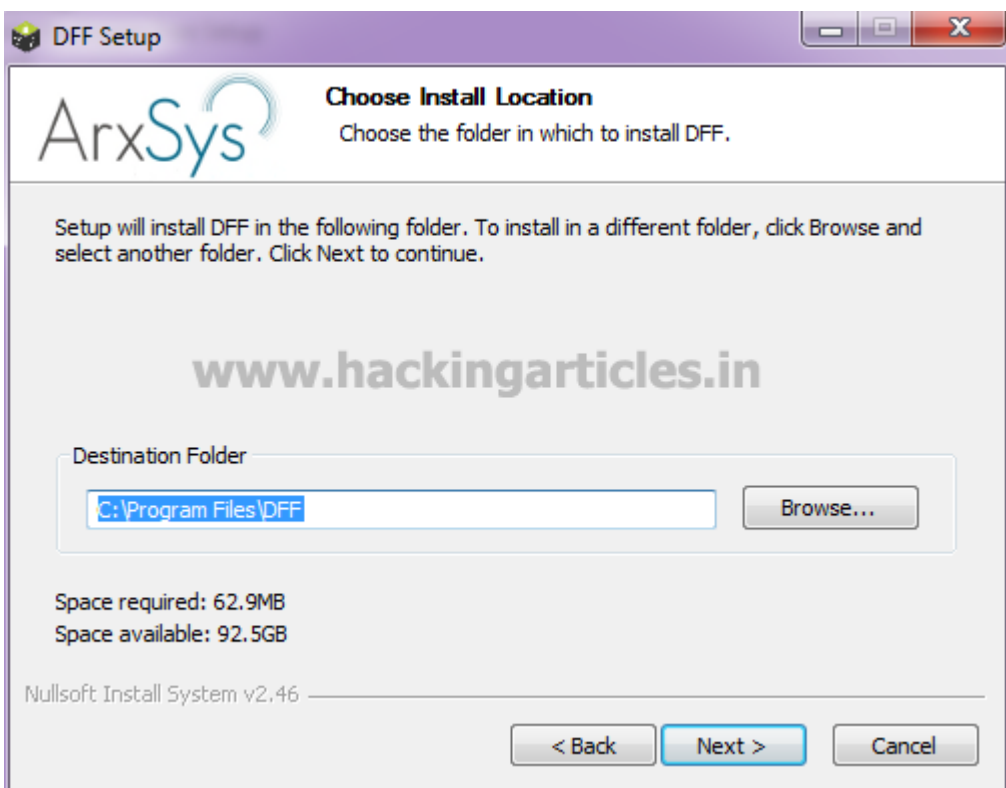 DFF Setup
ArxSys
Choose Install Location
Choose the folder in which to install DFF.
Setup will install DFF in the following folder. To install in a different folder, click Browse and
select another folder. Click Next to continue.
www.hackingarticles.in
Destination Folder
C:\Program Files\DFF
Browse...
Space required: 62.9MB
Space available: 92.5GB
Nullsoft Install System v2.46
< Back
Next >
Cancel